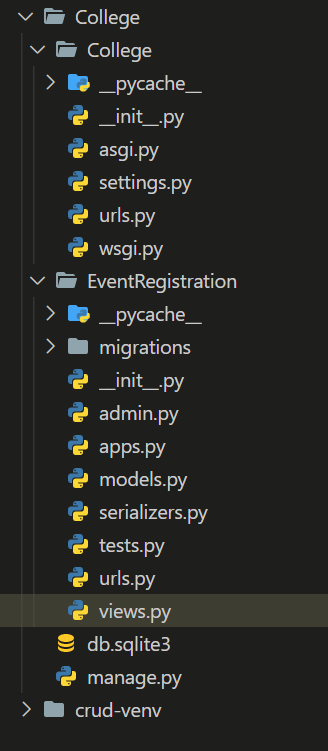 College
College
__pycache__
__init__.py
asgi.py
settings.py
urls.py
wsgi.py
EventRegistration
__pycache__
migrations
__init__.py
admin.py
apps.py
models.py
serializers.py
tests.py
urls.py
views.py
db.sqlite3
manage.py
crud-venv